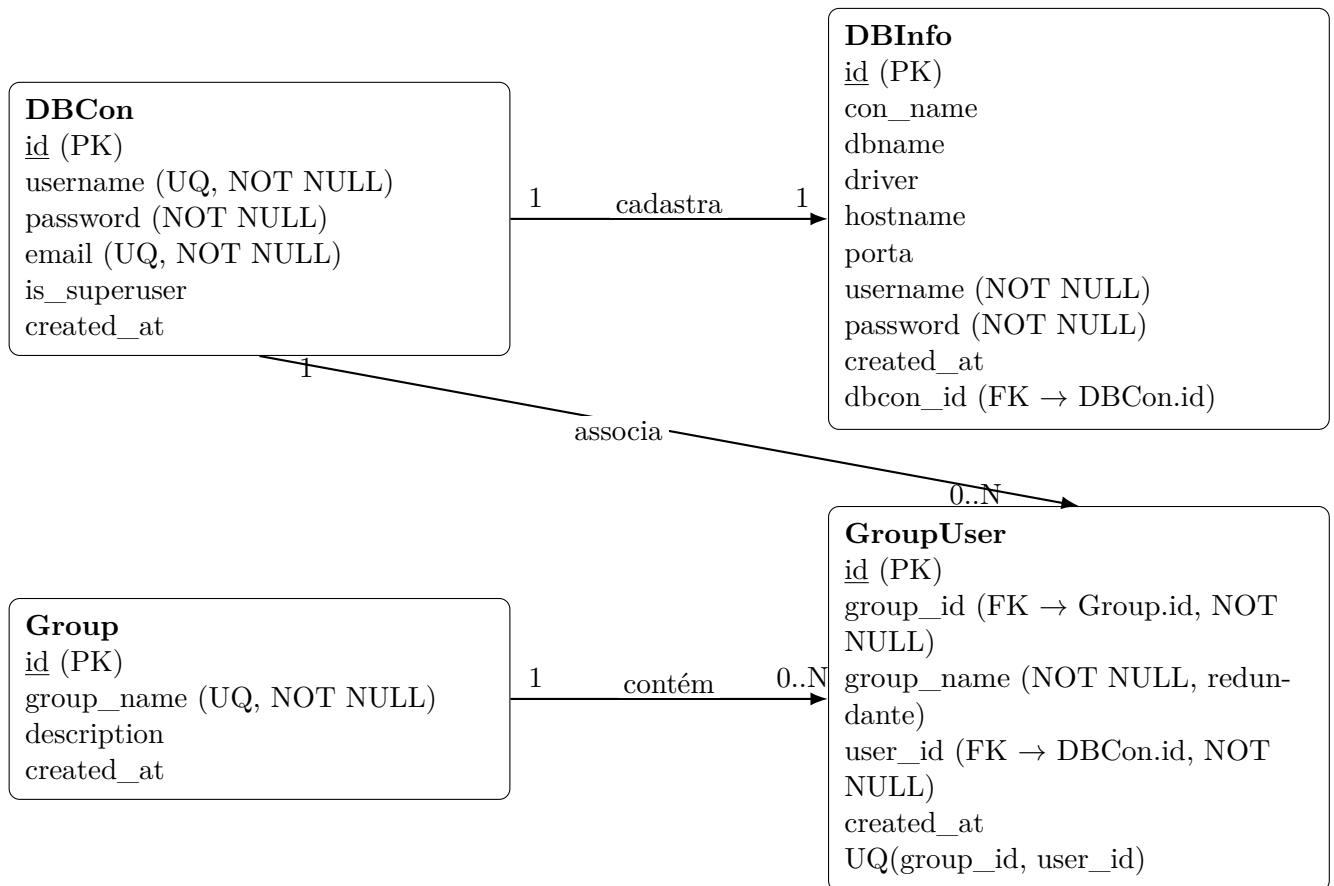 DBCon
id (PK)
username (UQ, NOT NULL)
password (NOT NULL)
email (UQ, NOT NULL)
is_superuser
created_at
1
cadastra
1
DBInfo
id (PK)
con_name
dbname
driver
hostname
porta
username (NOT NULL)
password (NOT NULL)
created_at
dbcon_id (FK → DBCon.id)
1
associa
0..N
Group
id (PK)
group_name (UQ, NOT NULL)
description
created_at
1
contém
0..N
GroupUser
id (PK)
group_id (FK → Group.id, NOT
NULL)
group_name (NOT NULL, redun-
dante)
user_id (FK → DBCon.id, NOT
NULL)
created_at
UQ(group_id, user_id)